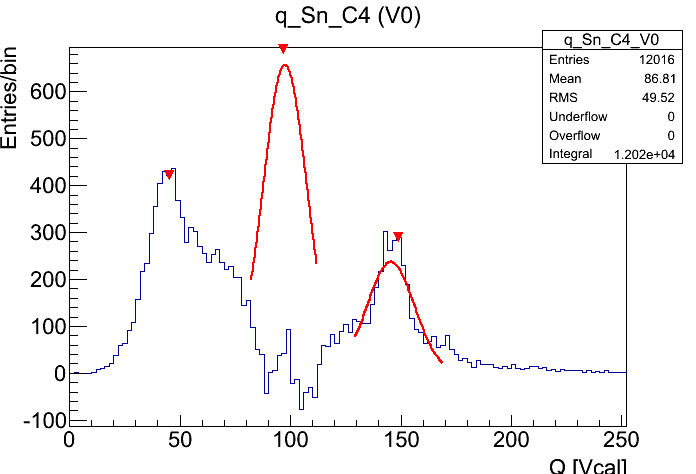 q_Sn_C4 (V0)
q_Sn_C4_V0
Entries 12016
Mean 86.81
RMS 49.52
Underflow 0
Overflow 0
Integral 1.202e+04
Entries/bin
600
500
400
300
200
100
0
-100
0 50 100 150 200 250
Q [Vcal]